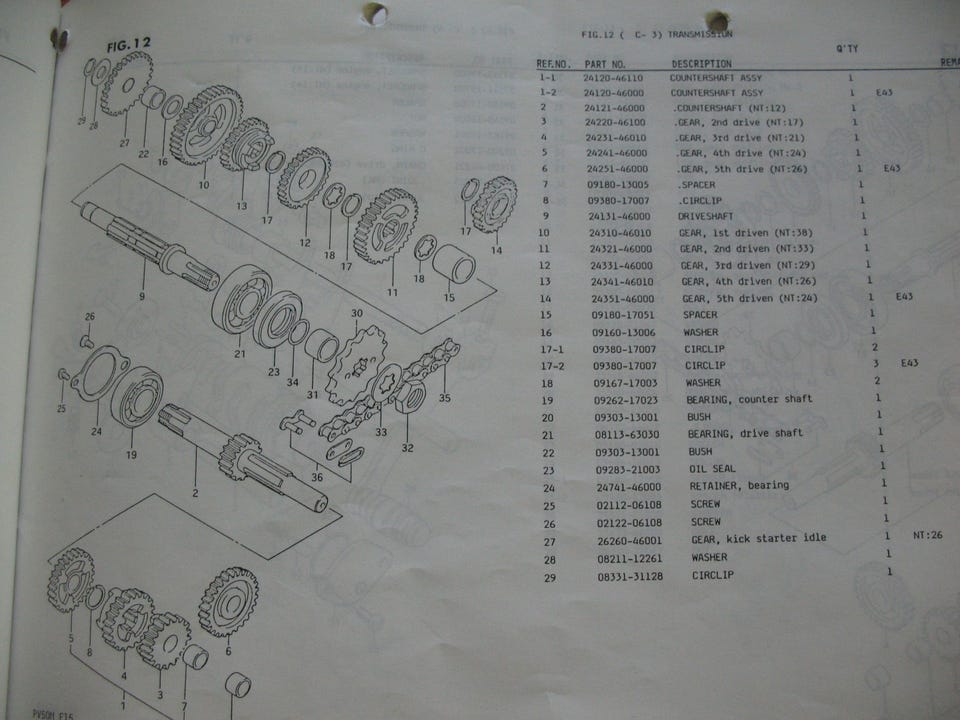 FIG.12
FIG.12 ( C- 3) TRANSMISSION
Q'TY
REF.NO. PART NO. DESCRIPTION
1-1 24120-46110 COUNTERSHAFT ASSY 1
1-2 24120-46000 COUNTERSHAFT ASSY 1 E43
2 24121-46000 .COUNTERSHAFT (NT:12) 1
3 24220-46100 .GEAR, 2nd drive (NT:17) 1
4 24231-46010 .GEAR, 3rd drive (NT:21) 1
5 24241-46000 .GEAR, 4th drive (NT:24) 1
6 24251-46000 .GEAR, 5th drive (NT:26) 1 E43
7 09180-13005 .SPACER 1
8 09380-17007 .CIRCLIP 1
9 24131-46000 DRIVESHAFT 1
10 24310-46010 GEAR, 1st driven (NT:38) 1
11 24321-46000 GEAR, 2nd driven (NT:33) 1
12 24331-46000 GEAR, 3rd driven (NT:29) 1
13 24341-46010 GEAR, 4th driven (NT:26) 1
14 24351-46000 GEAR, 5th driven (NT:24) 1 E43
15 09180-17051 SPACER 1
16 09160-13006 WASHER 1
17-1 09380-17007 CIRCLIP 2
17-2 09380-17007 CIRCLIP 3 E43
18 09167-17003 WASHER 2
19 09262-17023 BEARING, counter shaft 1
20 09303-13001 BUSH 1
21 08113-63030 BEARING, drive shaft 1
22 09303-13001 BUSH 1
23 09283-21003 OIL SEAL 1
24 24741-46000 RETAINER, bearing 1
25 02112-06108 SCREW 1
26 02122-06108 SCREW 1
27 26260-46001 GEAR, kick starter idle 1 NT:26
28 08211-12261 WASHER 1
29 08331-31128 CIRCLIP 1
29
28
27
22
16
10
13
17
12
18
17
11
18
15
17
14
9
21
23
34
31
30
33
32
35
36
26
25
24
19
2
5
8
4
3
7
6
1